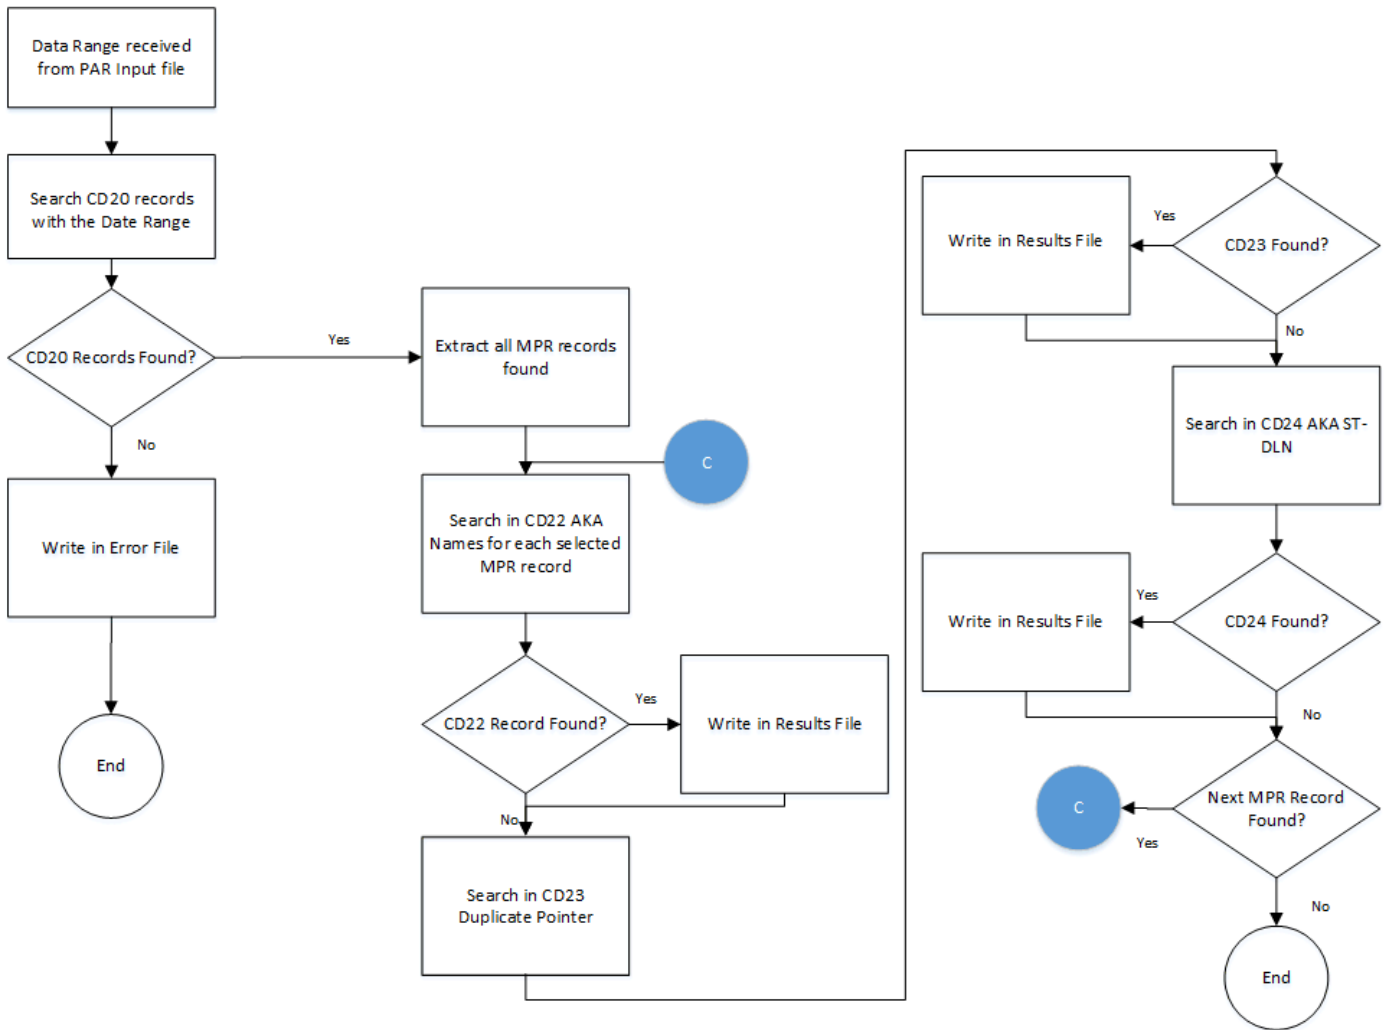 Data Range received
from PAR Input file
Search CD20 records
with the Date Range
CD20 Records Found?
Yes
No
Write in Error File
End
Extract all MPR records
found
C
Search in CD22 AKA
Names for each selected
MPR record
CD22 Record Found?
Yes
Write in Results File
No
Search in CD23
Duplicate Pointer
CD23 Found?
Yes
Write in Results File
No
Search in CD24 AKA ST-
DLN
CD24 Found?
Yes
Write in Results File
No
Next MPR Record
Found?
Yes
C
No
End